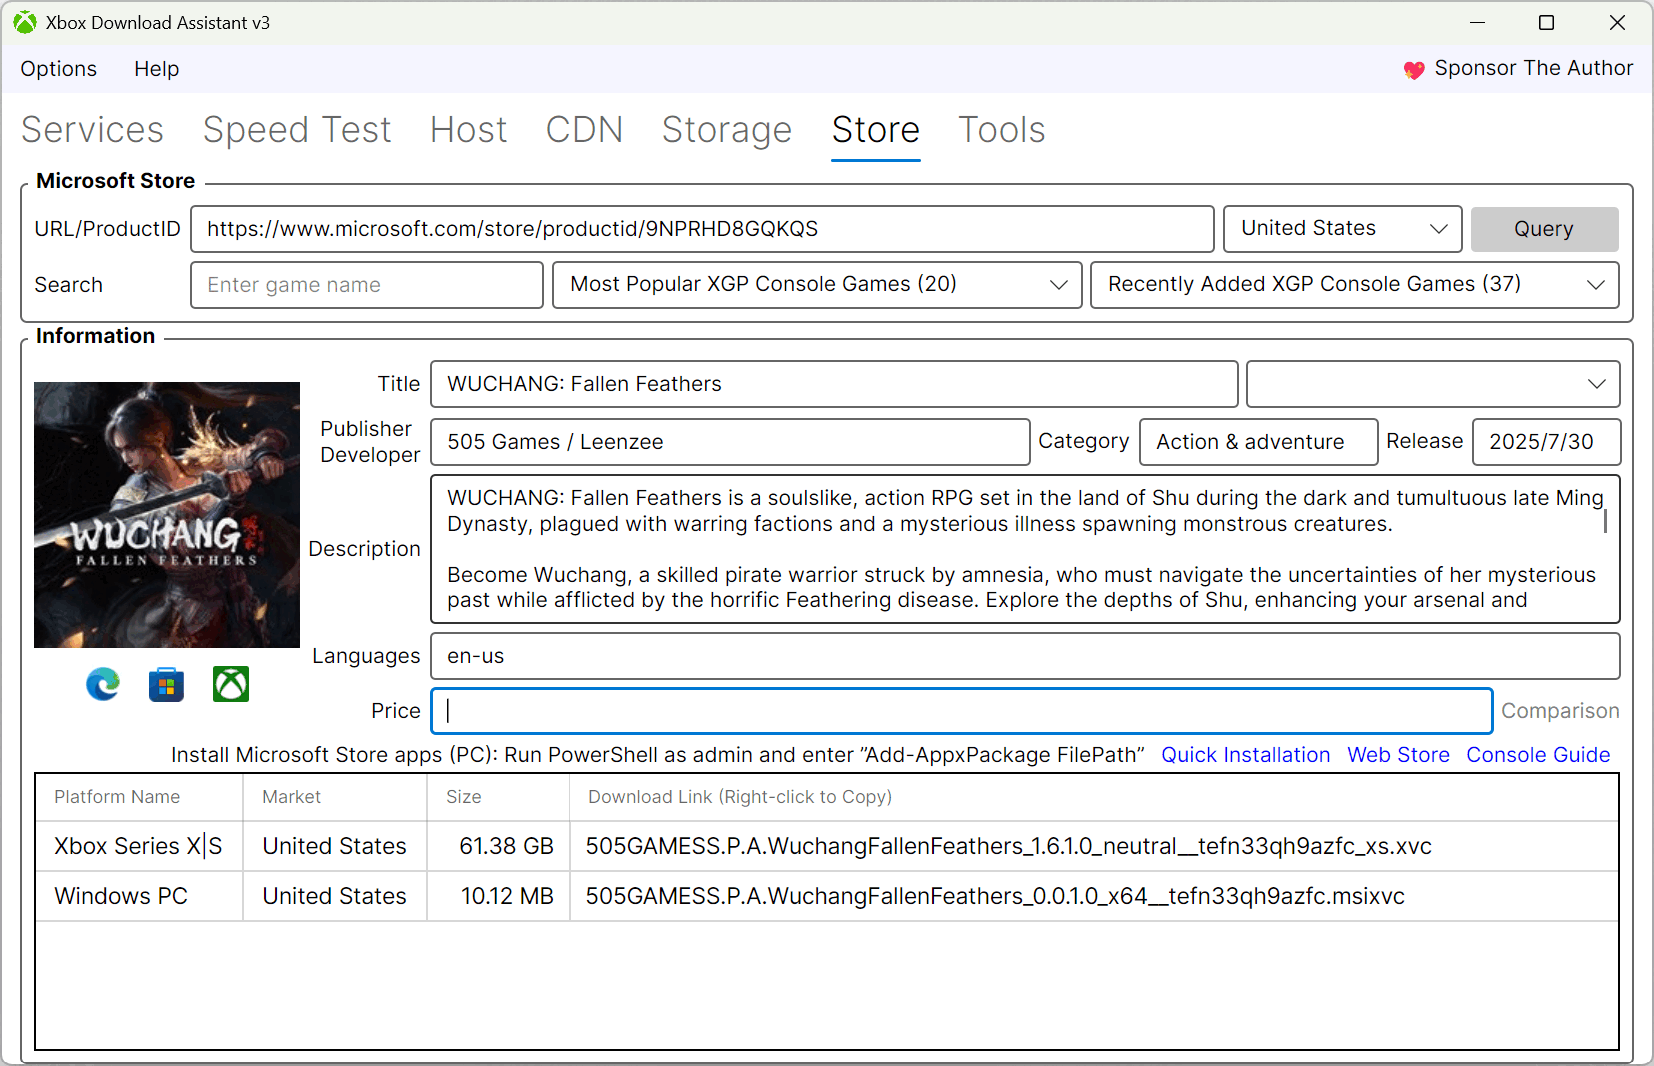 Xbox Download Assistant v3
Options Help Sponsor The Author
Services Speed Test Host CDN Storage Store Tools
Microsoft Store
URL/ProductID https://www.microsoft.com/store/productid/9NPRHD8GQKQS United States Query
Search Enter game name Most Popular XGP Console Games (20) Recently Added XGP Console Games (37)
Information
Title WUCHANG: Fallen Feathers
Publisher
Developer 505 Games / Leenzee Category Action & adventure Release 2025/7/30
WUCHANG
FALLEN FEATHERS
Description
WUCHANG: Fallen Feathers is a soulslike, action RPG set in the land of Shu during the dark and tumultuous late Ming
Dynasty, plagued with warring factions and a mysterious illness spawning monstrous creatures.
Become Wuchang, a skilled pirate warrior struck by amnesia, who must navigate the uncertainties of her mysterious
past while afflicted by the horrific Feathering disease. Explore the depths of Shu, enhancing your arsenal and
Languages en-us
Price Comparison
Install Microsoft Store apps (PC): Run PowerShell as admin and enter ”Add-AppxPackage FilePath” Quick Installation Web Store Console Guide
Platform Name Market Size Download Link (Right-click to Copy)
Xbox Series X|S United States 61.38 GB 505GAMESS.P.A.WuchangFallenFeathers_1.6.1.0_neutral__tefn33qh9azfc_xs.xvc
Windows PC United States 10.12 MB 505GAMESS.P.A.WuchangFallenFeathers_0.0.1.0_x64__tefn33qh9azfc.msixvc